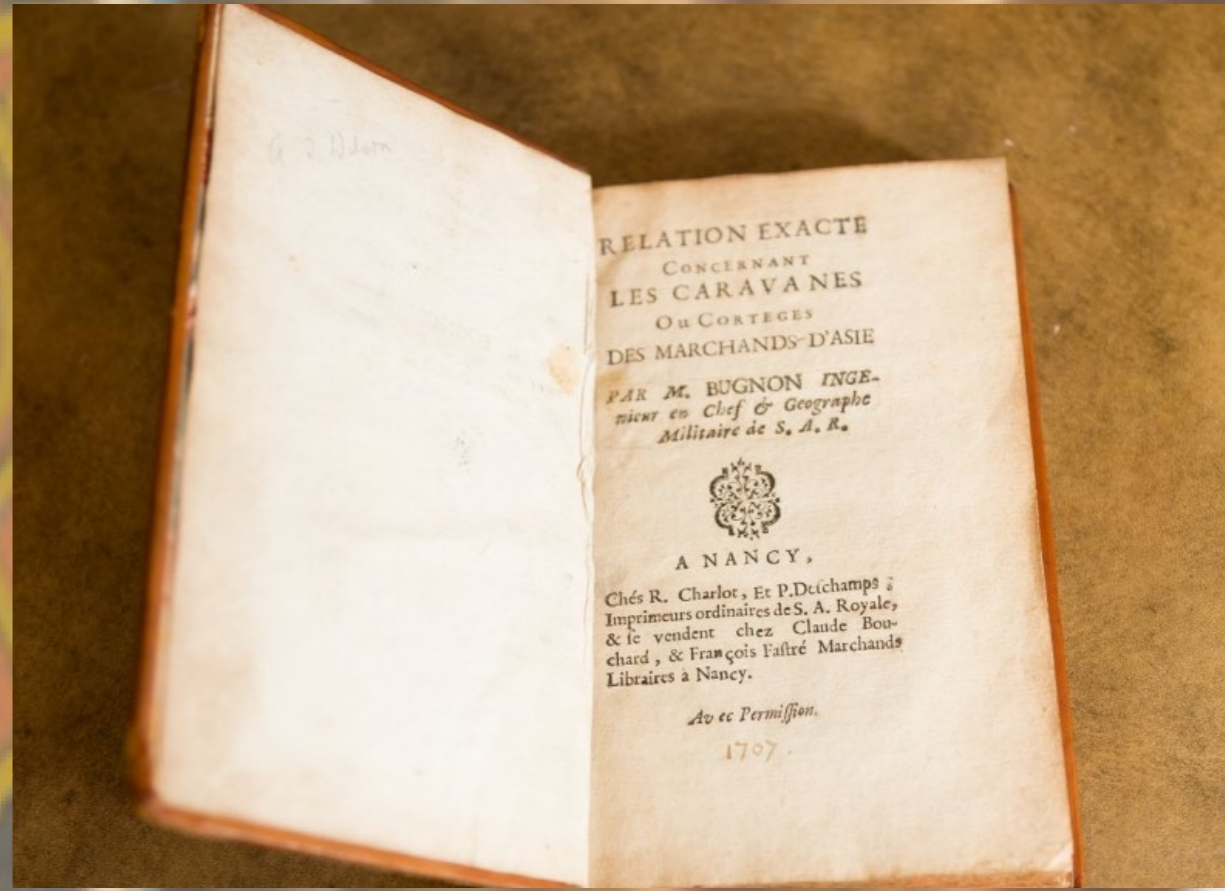 RELATION EXACTE
CONCERNANT
LES CARAVANES
Ou CORTEGES
DES MARCHANDS D'ASIE
PAR M. BUGNON INGE-
nieur en Chef & Geographe
Militaire de S. A. R.
A NANCY,
Chés R. Charlot, Et P.Deſchamps ;
Imprimeurs ordinaires de S. A. Royale,
& ſe vendent chez Claude Bou-
chard, & François Faſtré Marchands
Libraires à Nancy.
Av ec Permiſſion.
1707.